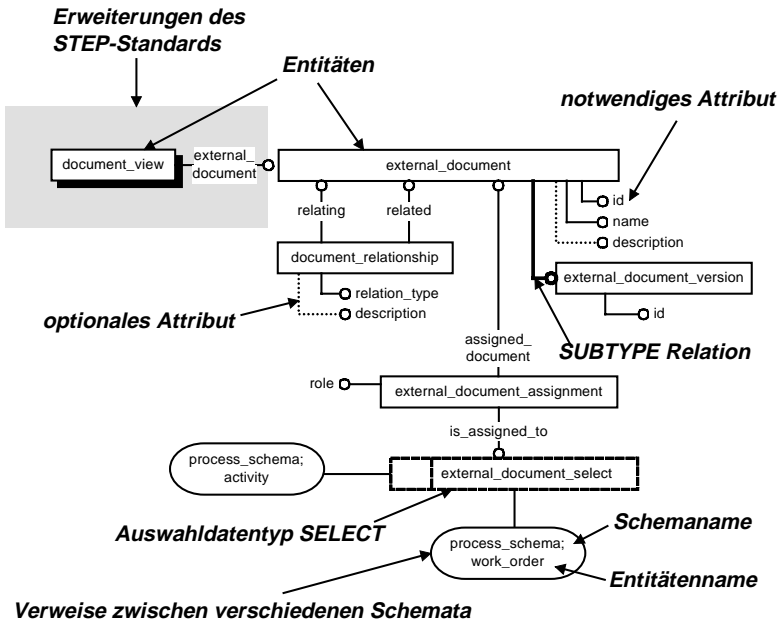 Erweiterungen des
STEP-Standards
Entitäten
notwendiges Attribut
document_view
external_
document
external_document
id
name
description
relating
related
document_relationship
external_document_version
relation_type
description
id
optionales Attribut
assigned_
document
SUBTYPE Relation
role
external_document_assignment
is_assigned_to
process_schema;
activity
external_document_select
Auswahldatentyp SELECT
Schemaname
process_schema;
work_order
Entitätenname
Verweise zwischen verschiedenen Schemata